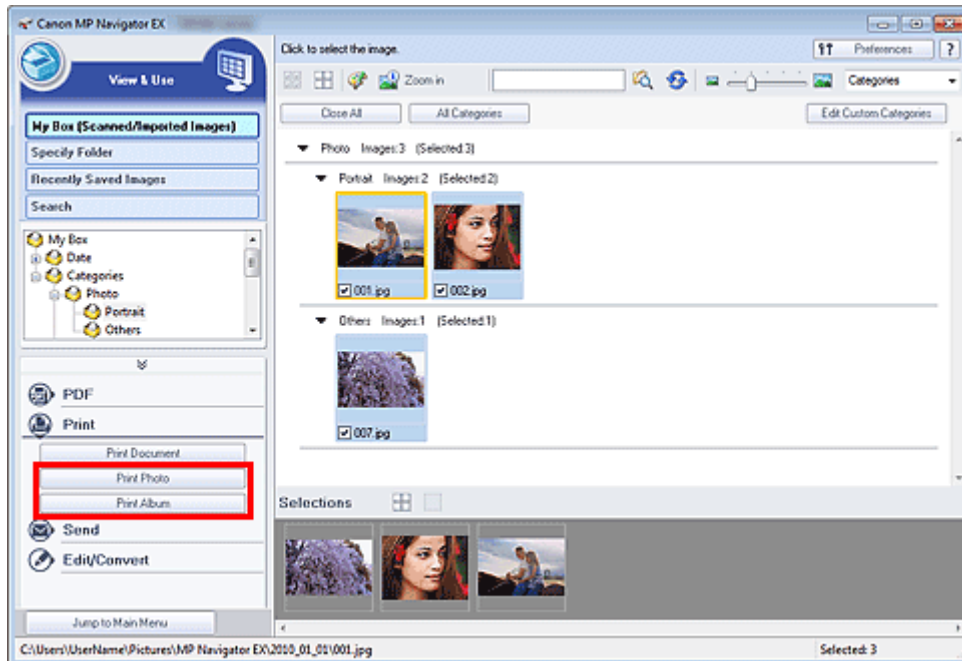 Canon MP Navigator EX
View & Use
My Box (Scanned/Imported Images)
Specify Folder
Recently Saved Images
Search
My Box
Date
Categories
Photo
Portrait
Others
PDF
Print
Print Document
Print Photo
Print Album
Send
Edit/Convert
Jump to Main Menu
Click to select the image.
Preferences
?
Zoom in
Categories
Close All
All Categories
Edit Custom Categories
Photo Images:3 (Selected:3)
Portrait Images:2 (Selected:2)
001.jpg
002.jpg
Others Images:1 (Selected:1)
007.jpg
Selections
C:\Users\UserName\Pictures\MP Navigator EX\2010_01_01\001.jpg
Selected: 3